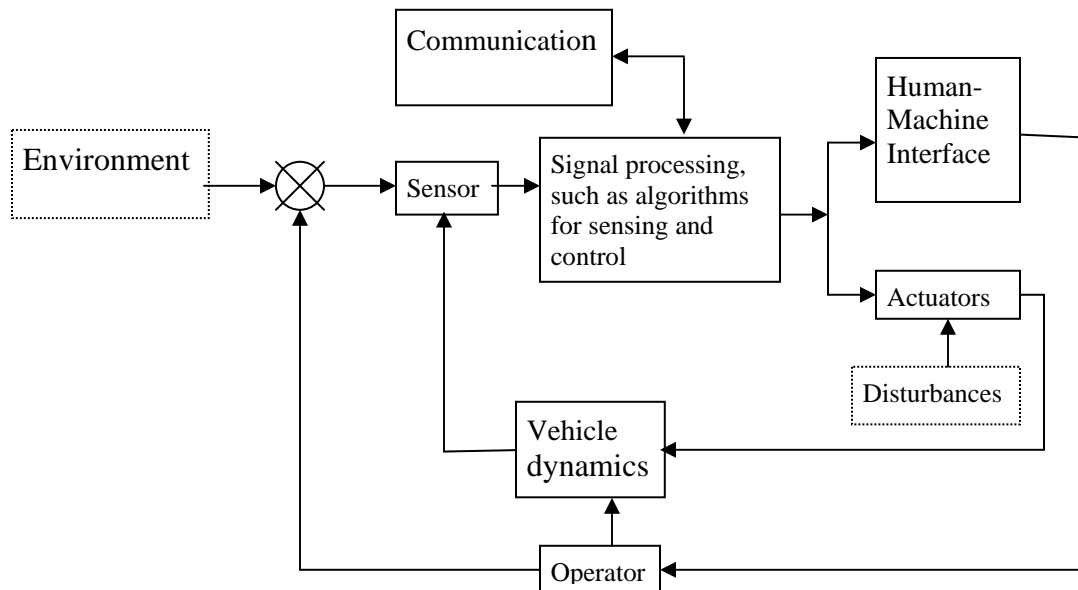 Communication
Human-
Machine
Interface
Environment
Signal processing,
such as algorithms
for sensing and
control
Sensor
Actuators
Disturbances
Vehicle
dynamics
Operator